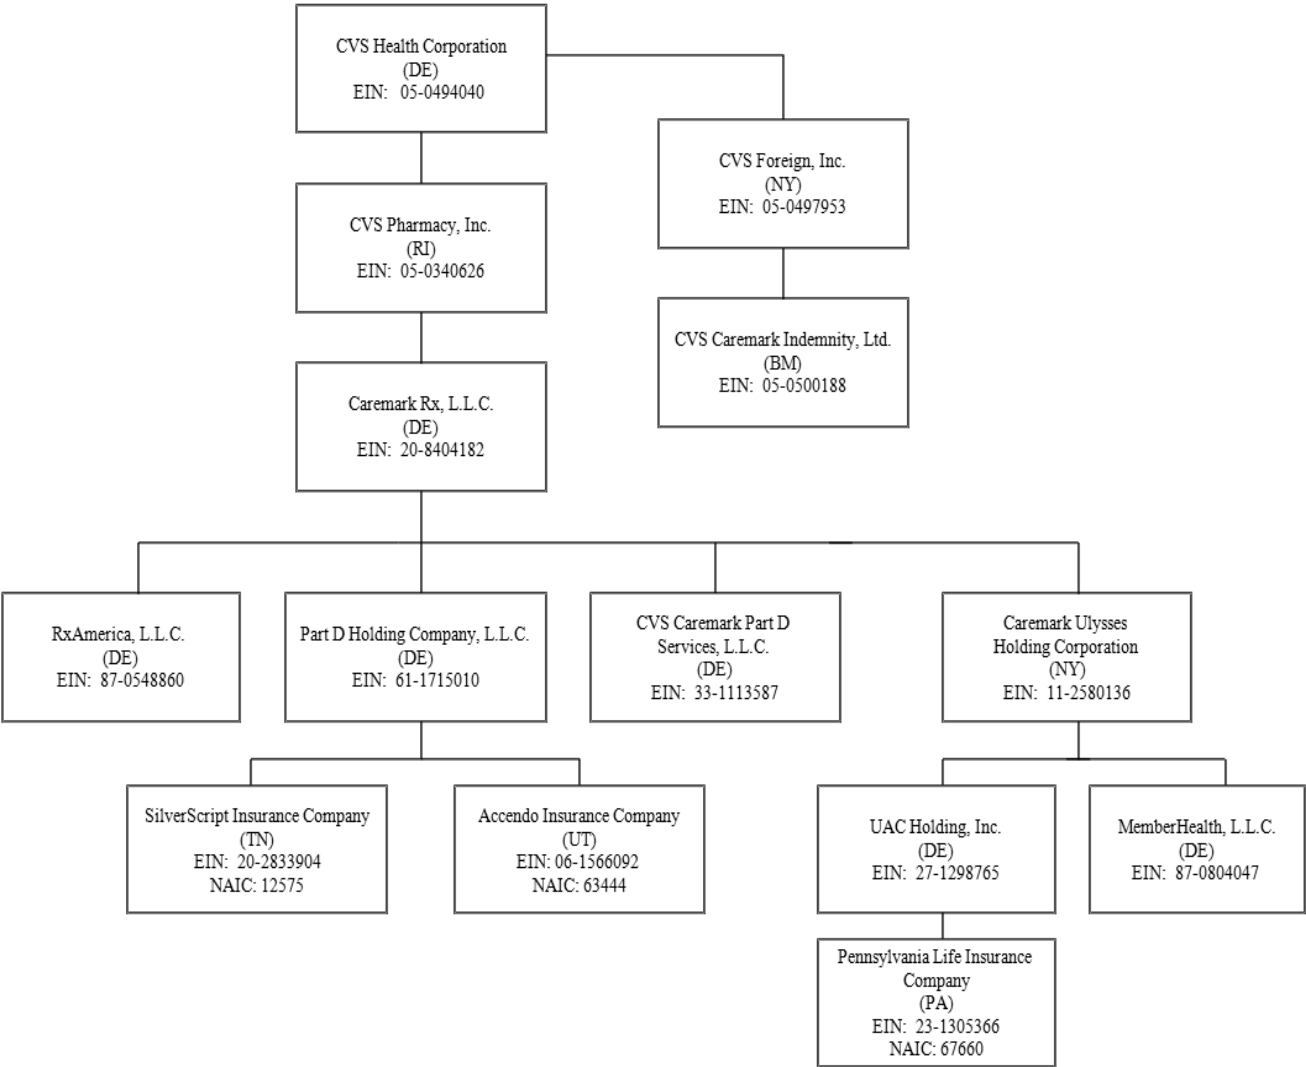 CVS Health Corporation
(DE)
EIN: 05-0494040
CVS Foreign, Inc.
(NY)
EIN: 05-0497953
CVS Pharmacy, Inc.
(RI)
EIN: 05-0340626
CVS Caremark Indemnity, Ltd.
(BM)
EIN: 05-0500188
Caremark Rx, L.L.C.
(DE)
EIN: 20-8404182
RxAmerica, L.L.C.
(DE)
EIN: 87-0548860
Part D Holding Company, L.L.C.
(DE)
EIN: 61-1715010
CVS Caremark Part D
Services, L.L.C.
(DE)
EIN: 33-1113587
Caremark Ulysses
Holding Corporation
(NY)
EIN: 11-2580136
SilverScript Insurance Company
(TN)
EIN: 20-2833904
NAIC: 12575
Accendo Insurance Company
(UT)
EIN: 06-1566092
NAIC: 63444
UAC Holding, Inc.
(DE)
EIN: 27-1298765
MemberHealth, L.L.C.
(DE)
EIN: 87-0804047
Pennsylvania Life Insurance
Company
(PA)
EIN: 23-1305366
NAIC: 67660